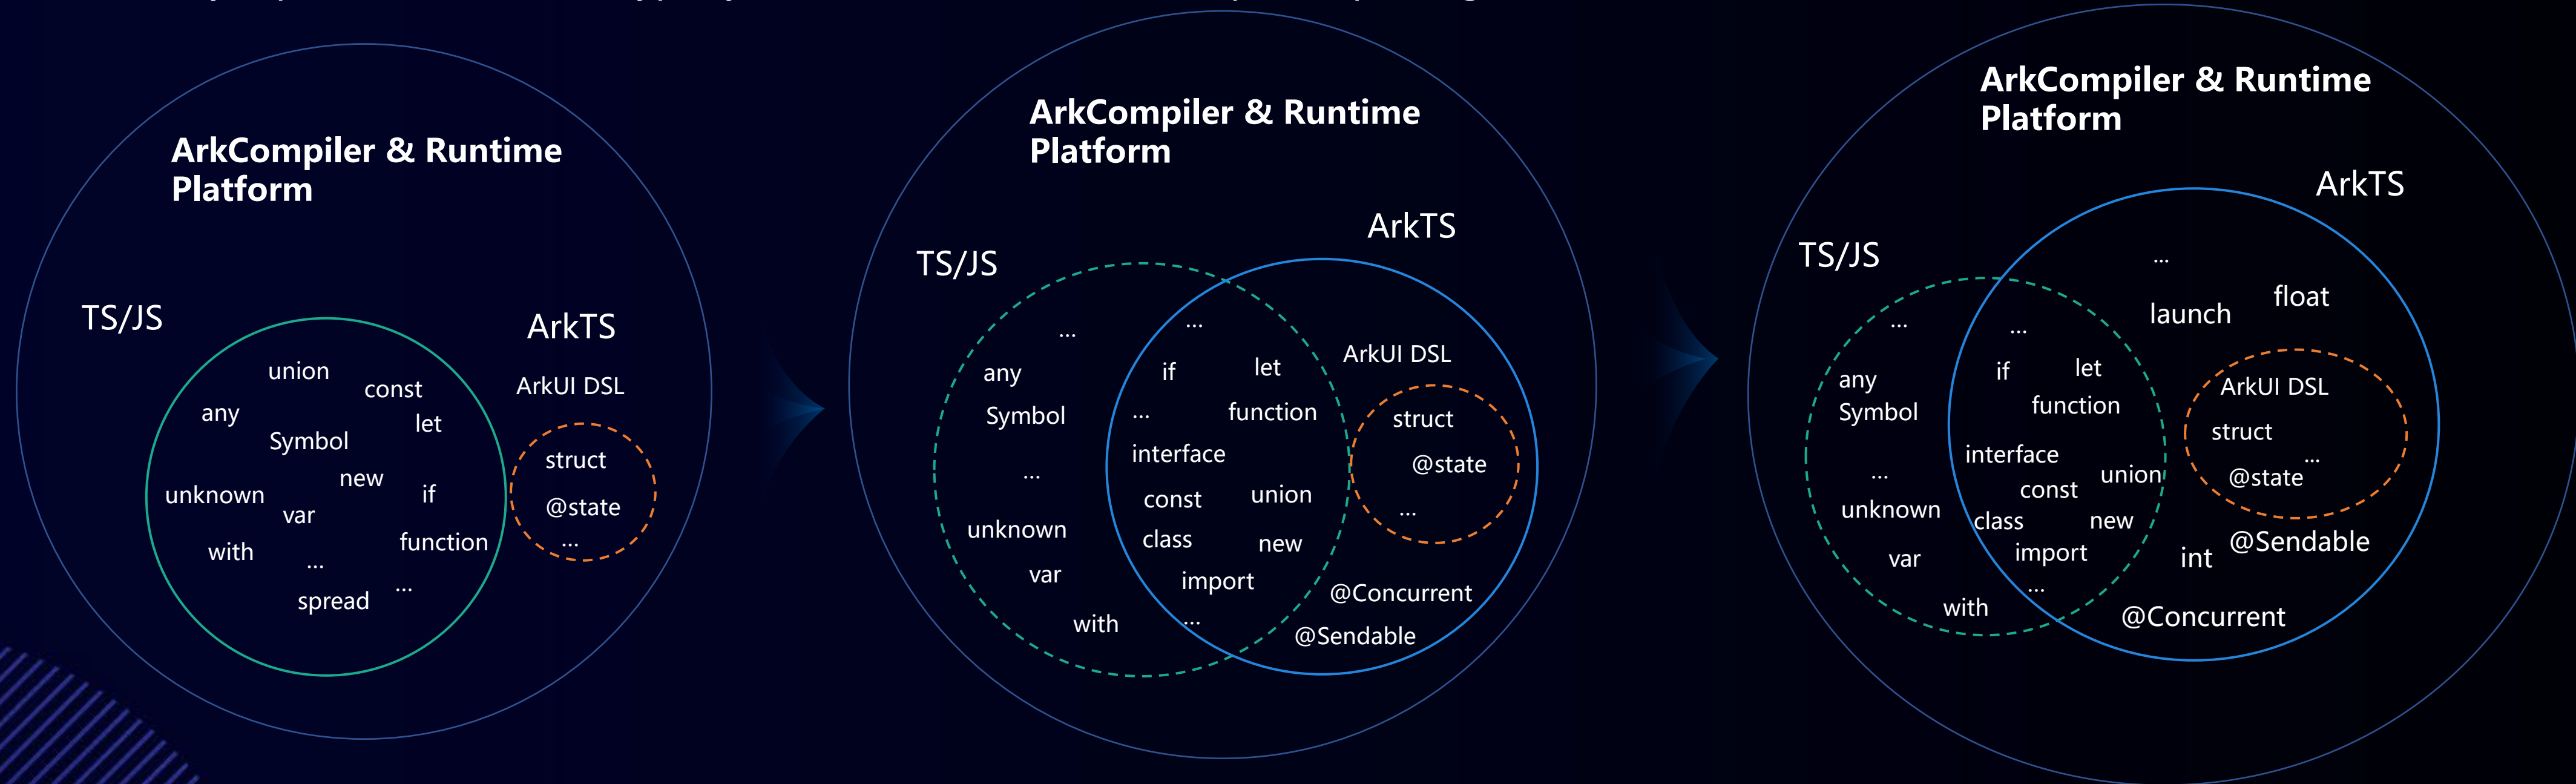 ArkCompiler & Runtime
Platform
TS/JS
ArkTS
union
const
ArkUI DSL
any
let
Symbol
struct
new
unknown
if
var
@state
with
function
...
...
...
spread
ArkCompiler & Runtime
Platform
ArkTS
TS/JS
...
...
ArkUI DSL
any
if
let
Symbol
...
function
struct
interface
@state
...
const
union
...
unknown
class
new
var
import
@Concurrent
with
...
@Sendable
ArkCompiler & Runtime
Platform
ArkTS
TS/JS
...
float
launch
...
...
any
if
let
ArkUI DSL
Symbol
function
struct
interface
...
...
union
@state
const
unknown
class
new
@Sendable
var
import
int
...
with
@Concurrent